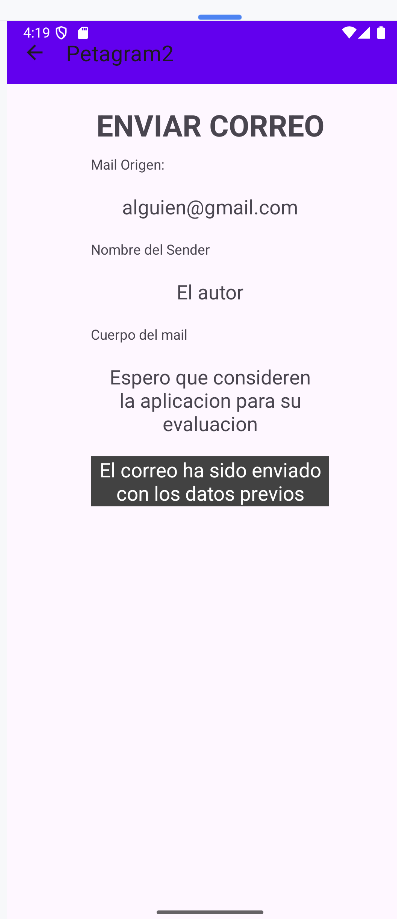 4:19
Petagram2
ENVIAR CORREO
Mail Origen:
alguien@gmail.com
Nombre del Sender
El autor
Cuerpo del mail
Espero que consideren
la aplicacion para su
evaluacion
El correo ha sido enviado
con los datos previos